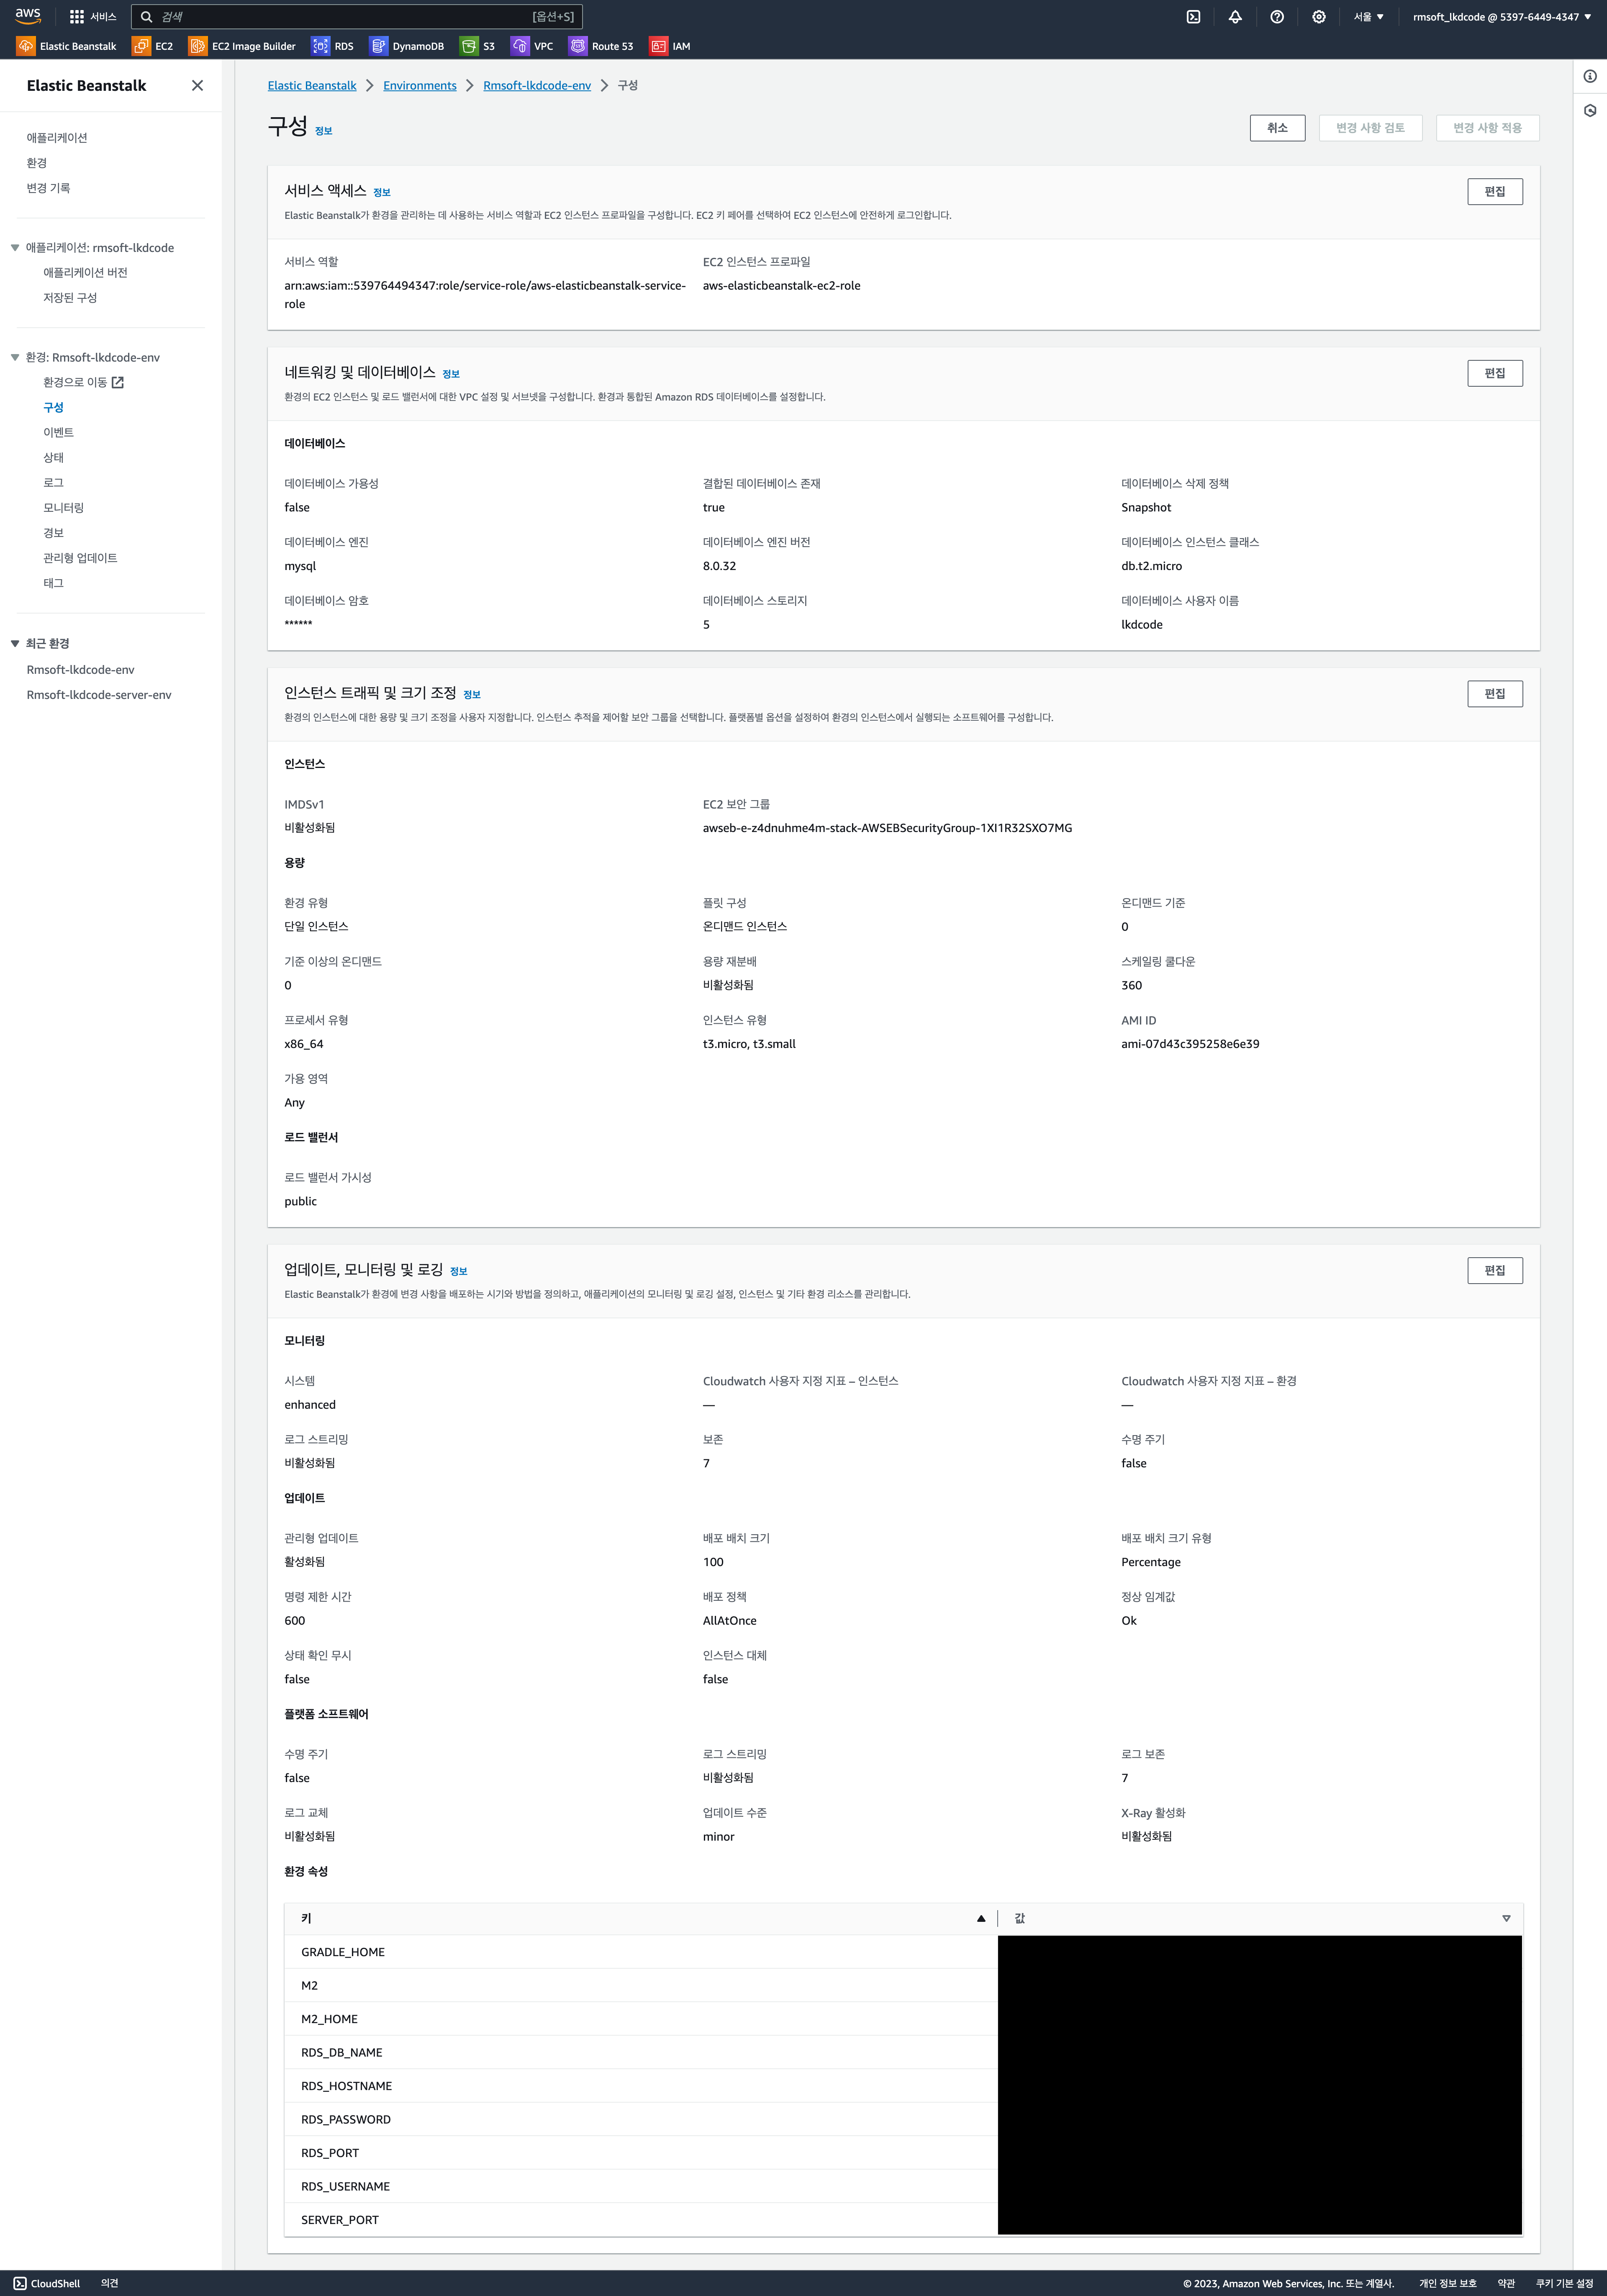 aws
서비스
검색
[옵션+S]
서울
rmsoft_lkdcode @ 5397-6449-4347
Elastic Beanstalk
EC2
EC2 Image Builder
RDS
DynamoDB
S3
VPC
Route 53
IAM
Elastic Beanstalk
애플리케이션
환경
변경 기록
애플리케이션: rmsoft-lkdcode
애플리케이션 버전
저장된 구성
환경: Rmsoft-lkdcode-env
환경으로 이동
구성
이벤트
상태
로그
모니터링
경보
관리형 업데이트
태그
최근 환경
Rmsoft-lkdcode-env
Rmsoft-lkdcode-server-env
Elastic Beanstalk
Environments
Rmsoft-lkdcode-env
구성
구성 정보
취소
변경 사항 검토
변경 사항 적용
서비스 액세스 정보
편집
Elastic Beanstalk가 환경을 관리하는 데 사용하는 서비스 역할과 EC2 인스턴스 프로파일을 구성합니다. EC2 키 페어를 선택하여 EC2 인스턴스에 안전하게 로그인합니다.
서비스 역할
arn:aws:iam::539764494347:role/service-role/aws-elasticbeanstalk-service-
role
EC2 인스턴스 프로파일
aws-elasticbeanstalk-ec2-role
네트워킹 및 데이터베이스 정보
편집
환경의 EC2 인스턴스 및 로드 밸런서에 대한 VPC 설정 및 서브넷을 구성합니다. 환경과 통합된 Amazon RDS 데이터베이스를 설정합니다.
데이터베이스
데이터베이스 가용성
false
결합된 데이터베이스 존재
true
데이터베이스 삭제 정책
Snapshot
데이터베이스 엔진
mysql
데이터베이스 엔진 버전
8.0.32
데이터베이스 인스턴스 클래스
db.t2.micro
데이터베이스 암호
******
데이터베이스 스토리지
5
데이터베이스 사용자 이름
lkdcode
인스턴스 트래픽 및 크기 조정 정보
편집
환경의 인스턴스에 대한 용량 및 크기 조정을 사용자 지정합니다. 인스턴스 추적을 제어할 보안 그룹을 선택합니다. 플랫폼별 옵션을 설정하여 환경의 인스턴스에서 실행되는 소프트웨어를 구성합니다.
인스턴스
IMDSv1
비활성화됨
EC2 보안 그룹
awseb-e-z4dnuhme4m-stack-AWSEBSecurityGroup-1XI1R32SXO7MG
용량
환경 유형
단일 인스턴스
플릿 구성
온디맨드 인스턴스
온디맨드 기준
0
기준 이상의 온디맨드
0
용량 재분배
비활성화됨
스케일링 쿨다운
360
프로세서 유형
x86_64
인스턴스 유형
t3.micro, t3.small
AMI ID
ami-07d43c395258e6e39
가용 영역
Any
로드 밸런서
로드 밸런서 가시성
public
업데이트, 모니터링 및 로깅 정보
편집
Elastic Beanstalk가 환경에 변경 사항을 배포하는 시기와 방법을 정의하고, 애플리케이션의 모니터링 및 로깅 설정, 인스턴스 및 기타 환경 리소스를 관리합니다.
모니터링
시스템
enhanced
Cloudwatch 사용자 지정 지표 – 인스턴스
—
Cloudwatch 사용자 지정 지표 – 환경
—
로그 스트리밍
비활성화됨
보존
7
수명 주기
false
업데이트
관리형 업데이트
활성화됨
배포 배치 크기
100
배포 배치 크기 유형
Percentage
명령 제한 시간
600
배포 정책
AllAtOnce
정상 임계값
Ok
상태 확인 무시
false
인스턴스 대체
false
플랫폼 소프트웨어
수명 주기
false
로그 스트리밍
비활성화됨
로그 보존
7
로그 교체
비활성화됨
업데이트 수준
minor
X-Ray 활성화
비활성화됨
환경 속성
키
값
GRADLE_HOME
M2
M2_HOME
RDS_DB_NAME
RDS_HOSTNAME
RDS_PASSWORD
RDS_PORT
RDS_USERNAME
SERVER_PORT
CloudShell
의견
© 2023, Amazon Web Services, Inc. 또는 계열사.
개인 정보 보호
약관
쿠키 기본 설정